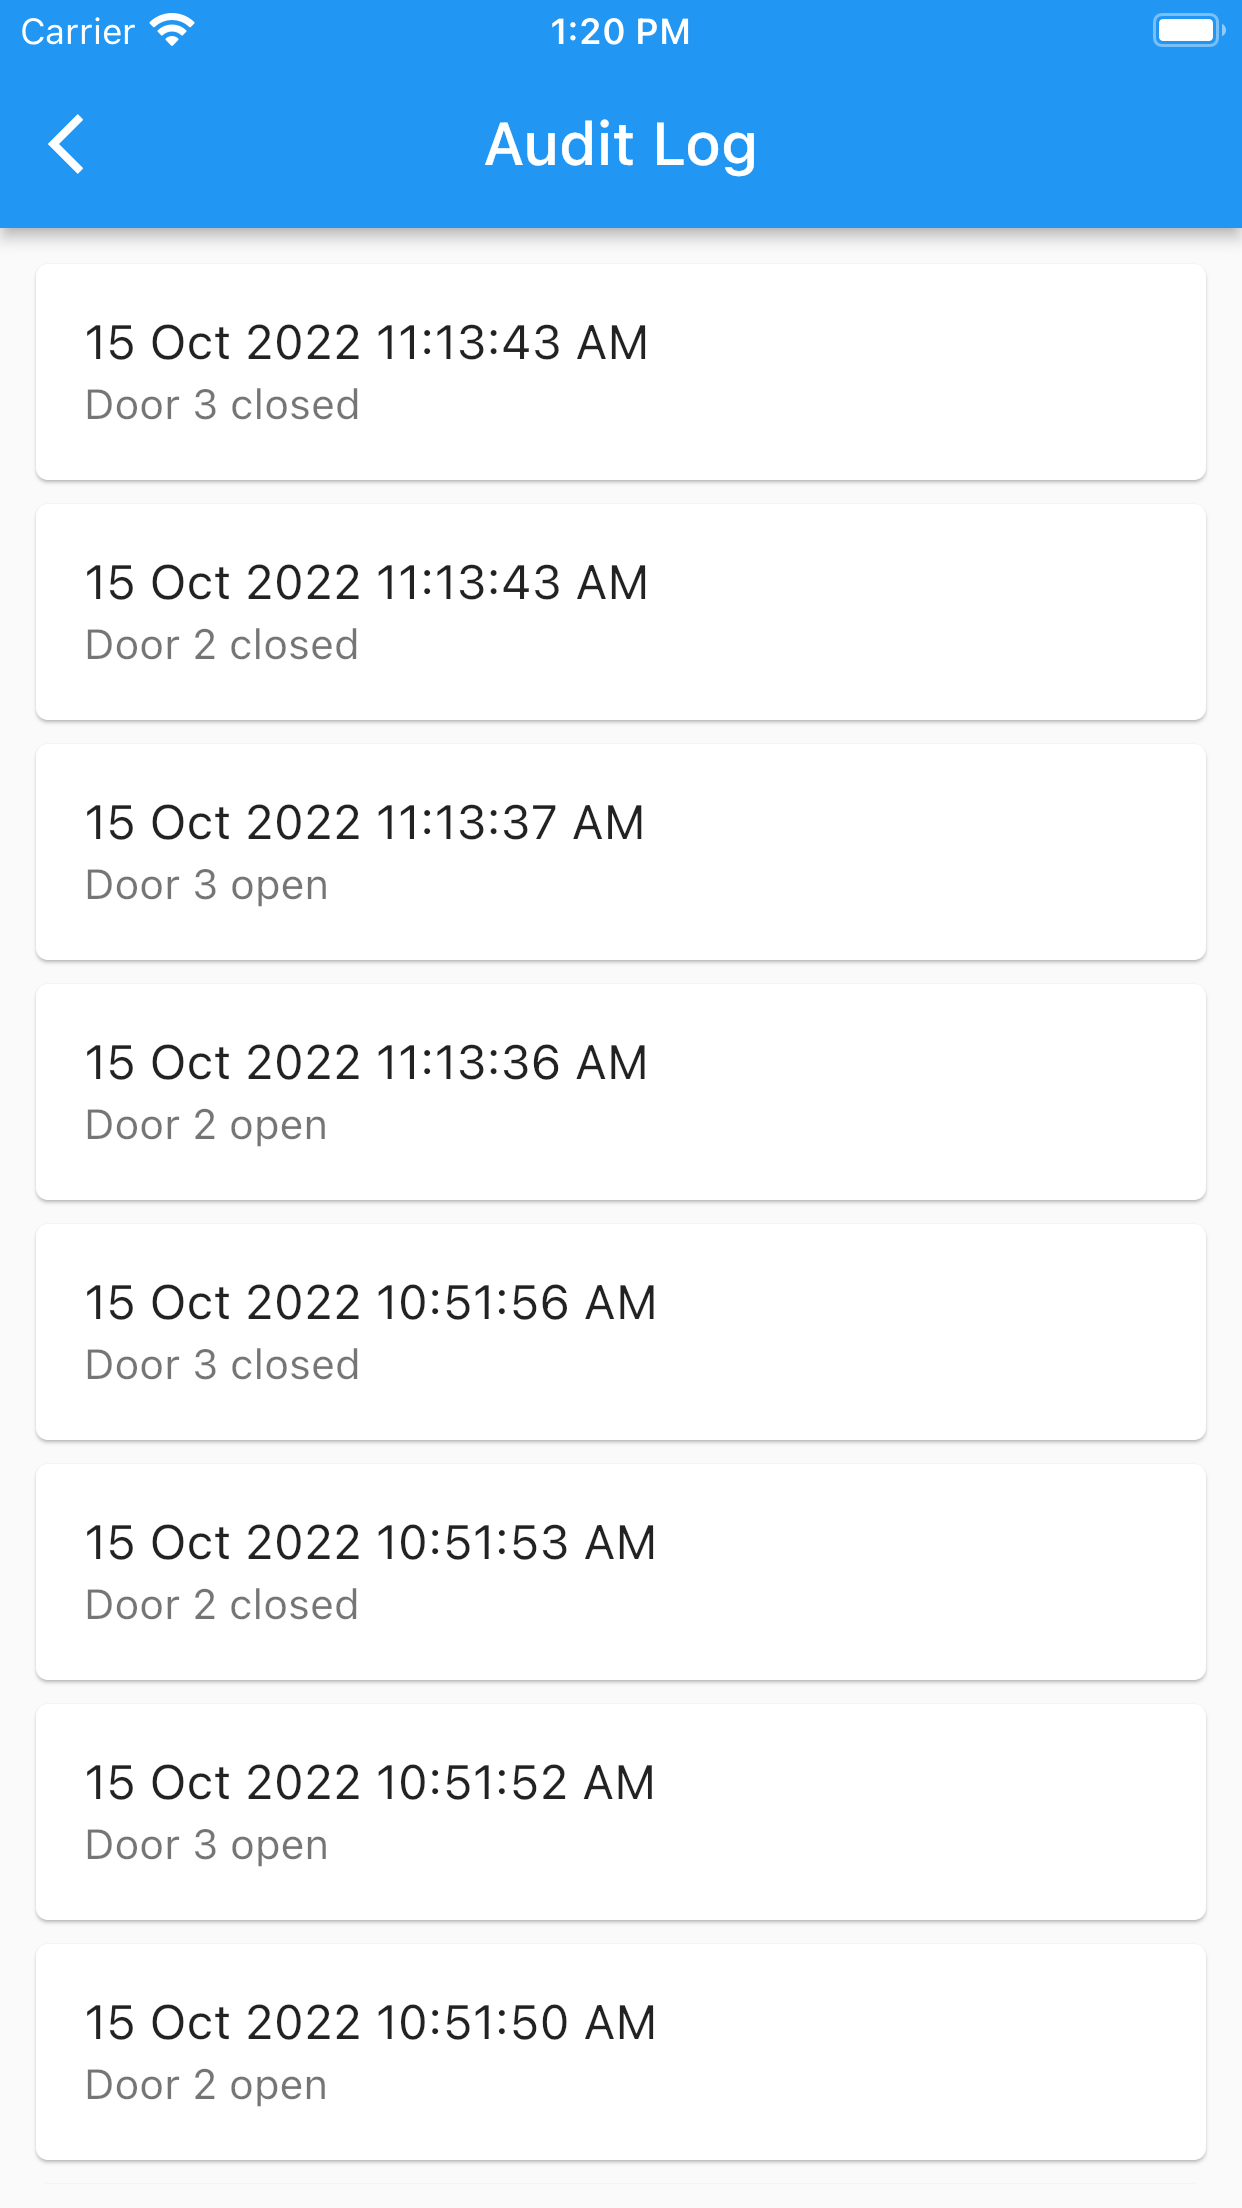 Carrier 1:20 PM
Audit Log
15 Oct 2022 11:13:43 AM
Door 3 closed
15 Oct 2022 11:13:43 AM
Door 2 closed
15 Oct 2022 11:13:37 AM
Door 3 open
15 Oct 2022 11:13:36 AM
Door 2 open
15 Oct 2022 10:51:56 AM
Door 3 closed
15 Oct 2022 10:51:53 AM
Door 2 closed
15 Oct 2022 10:51:52 AM
Door 3 open
15 Oct 2022 10:51:50 AM
Door 2 open